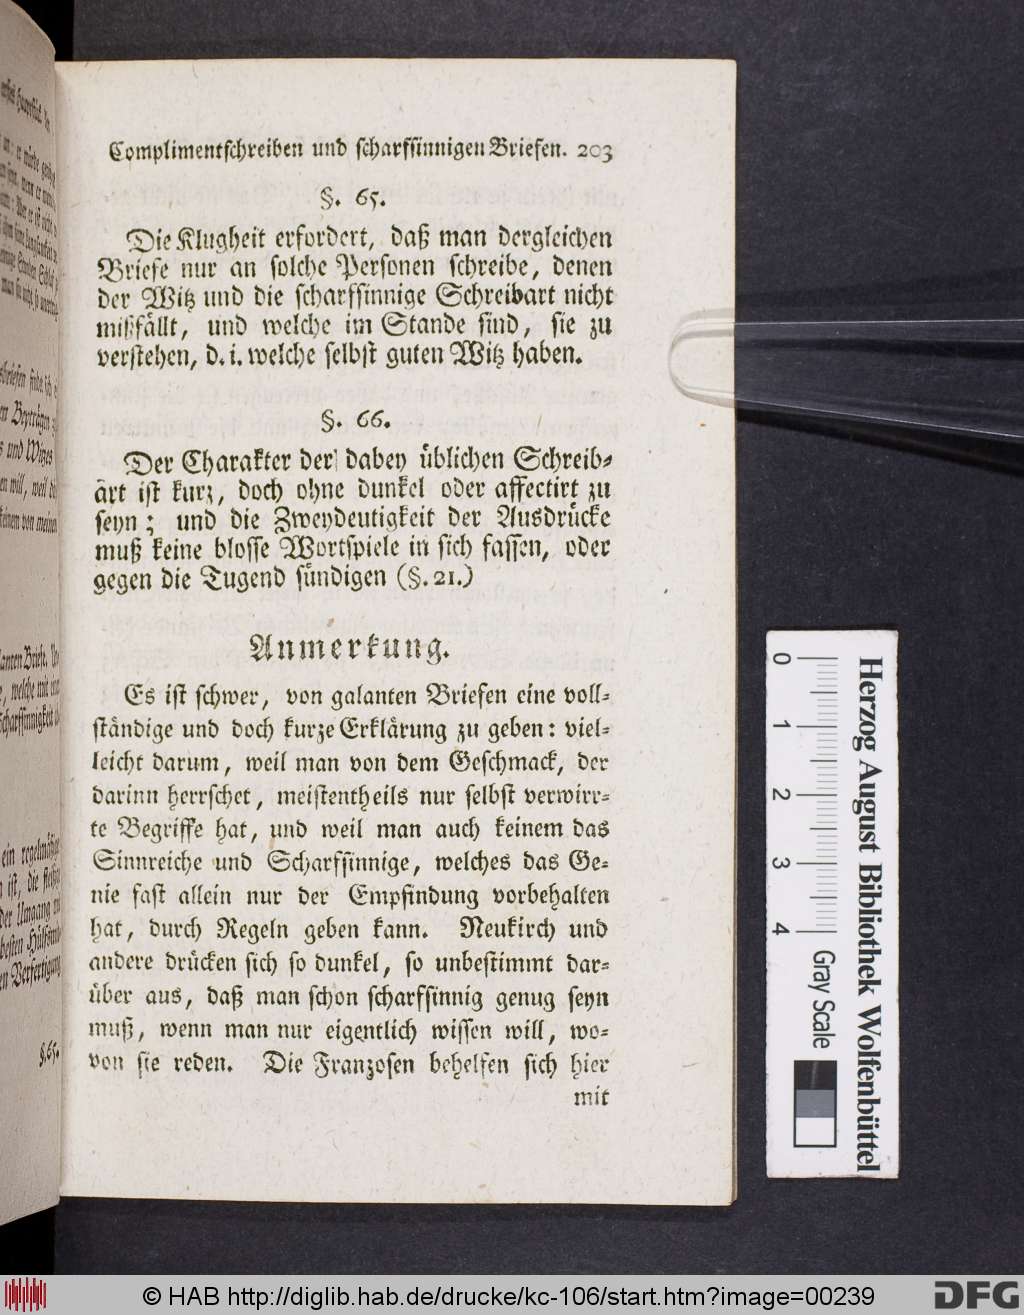 Complimentschreiben und scharfsinnigen Briefen. 203
§. 65.
Die Klugheit erfordert, daß man dergleichen
Briefe nur an solche Personen schreibe, denen
der Witz und die scharfsinnige Schreibart nicht
mißfällt, und welche im Stande sind, sie zu
verstehen, d. i. welche selbst guten Witz haben.
§. 66.
Der Charakter der dabey üblichen Schreib-
art ist kurz, doch ohne dunkel oder affectirt zu
seyn; und die Zweydeutigkeit der Ausdrücke
muß keine blosse Wortspiele in sich fassen, oder
gegen die Tugend sündigen (§. 21.)
Anmerkung.
Es ist schwer, von galanten Briefen eine voll-
ständige und doch kurze Erklärung zu geben: viel-
leicht darum, weil man von dem Geschmack, der
darinn herrschet, meistentheils nur selbst verwirr-
te Begriffe hat, und weil man auch keinem das
Sinnreiche und Scharfsinnige, welches das Ge-
nie fast allein nur der Empfindung vorbehalten
hat, durch Regeln geben kann. Neukirch und
andere drücken sich so dunkel, so unbestimmt dar-
über aus, daß man schon scharfsinnig genug seyn
muß, wenn man nur eigentlich wissen will, wo-
von sie reden. Die Franzosen behelfen sich hier
mit
§. 65.
Herzog August Bibliothek Wolfenbüttel
0 1 2 3 4 Gray Scale
© HAB http://diglib.hab.de/drucke/kc-106/start.htm?image=00239
DFG